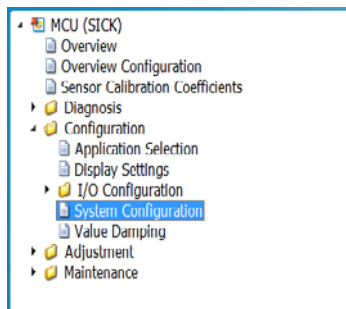 MCU (SICK)
Overview
Overview Configuration
Sensor Calibration Coefficients
Diagnosis
Configuration
Application Selection
Display Settings
I/O Configuration
System Configuration
Value Damping
Adjustment
Maintenance